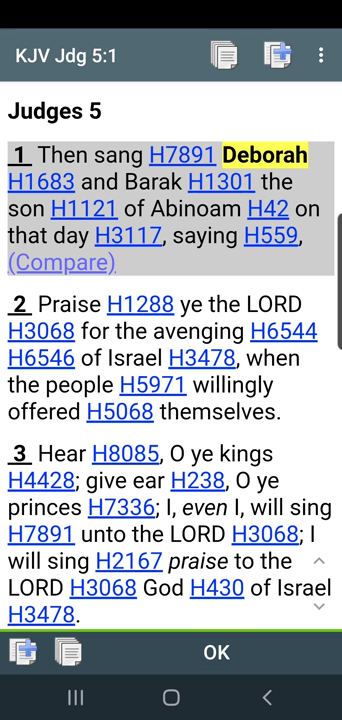 KJV Jdg 5:1
Judges 5
1 Then sang H7891 Deborah
H1683 and Barak H1301 the
son H1121 of Abinoam H42 on
that day H3117, saying H559,
(Compare)
2 Praise H1288 ye the LORD
H3068 for the avenging H6544
H6546 of Israel H3478, when
the people H5971 willingly
offered H5068 themselves.
3 Hear H8085, O ye kings
H4428; give ear H238, O ye
princes H7336; I, even I, will sing
H7891 unto the LORD H3068; I
will sing H2167 praise to the
LORD H3068 God H430 of Israel
H3478.
OK